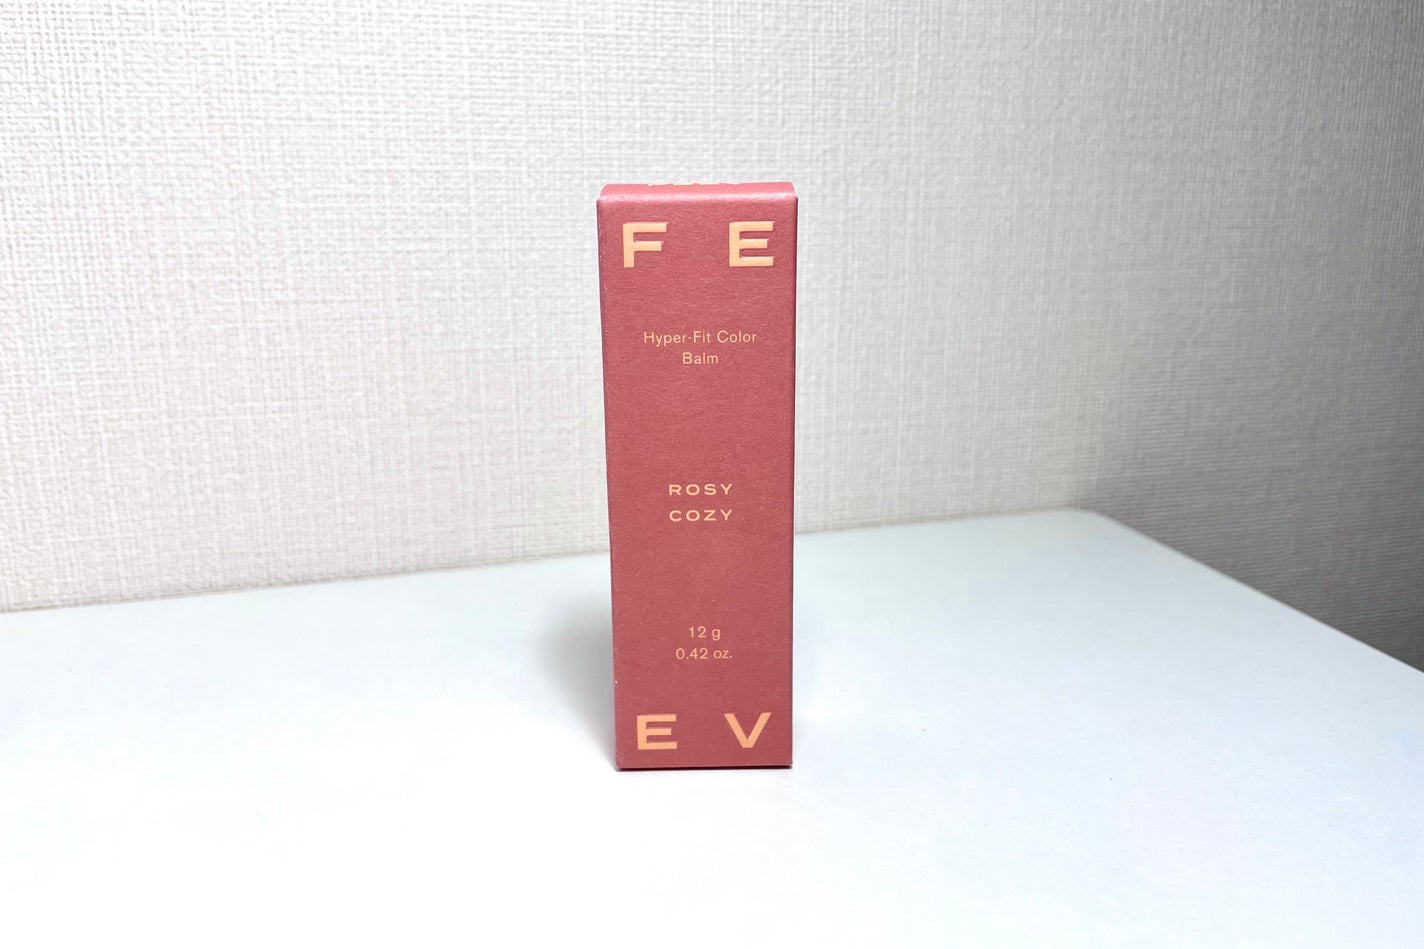 F E
Hyper-Fit Color
Balm
ROSY
COZY
12 g
0.42 oz.
E V